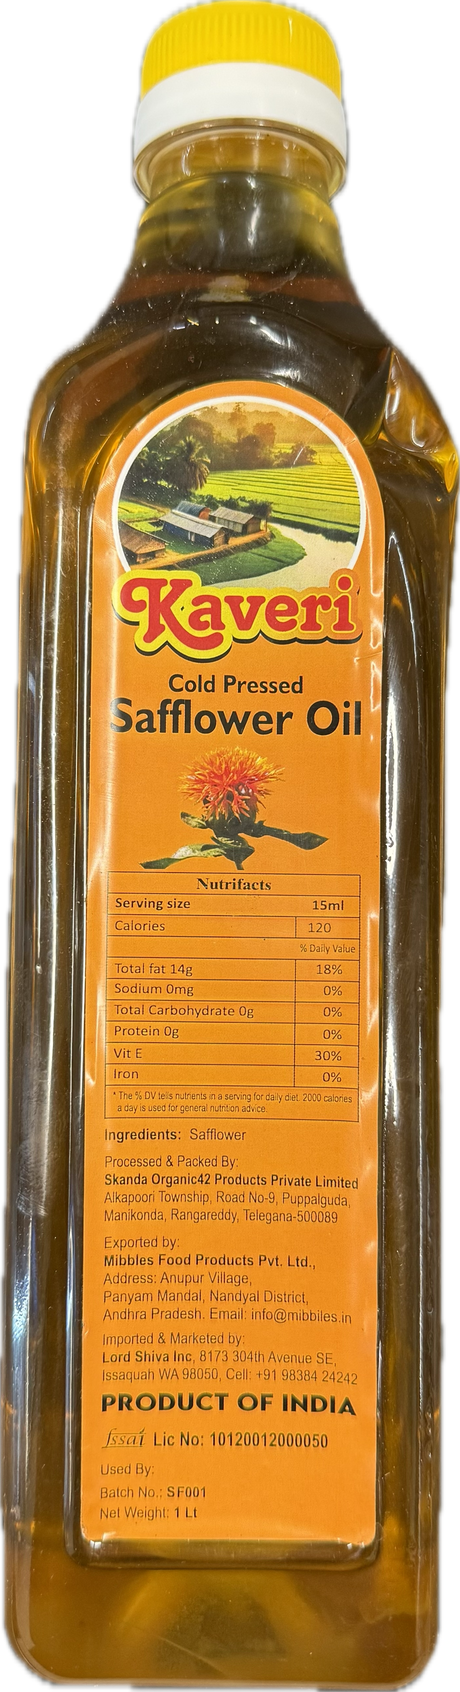 Kaveri
Cold Pressed
Safflower Oil
Nutrifacts
Serving size 15ml
Calories 120
% Daily Value
Total fat 14g 18%
Sodium 0mg 0%
Total Carbohydrate 0g 0%
Protein 0g 0%
Vit E 30%
Iron 0%
* The % DV tells nutrients in a serving for daily diet. 2000 calories
a day is used for general nutrition advice.
Ingredients: Safflower
Processed & Packed By:
Skanda Organic42 Products Private Limited
Alkapoori Township, Road No-9, Puppalguda,
Manikonda, Rangareddy, Telegana-500089
Exported by:
Mibbles Food Products Pvt. Ltd.,
Address: Anupur Village,
Panyam Mandal, Nandyal District,
Andhra Pradesh. Email: info@mibbiles.in
Imported & Marketed by:
Lord Shiva Inc, 8173 304th Avenue SE,
Issaquah WA 98050, Cell: +91 98384 24242
PRODUCT OF INDIA
fssai Lic No: 10120012000050
Used By:
Batch No.: SF001
Net Weight: 1 Lt